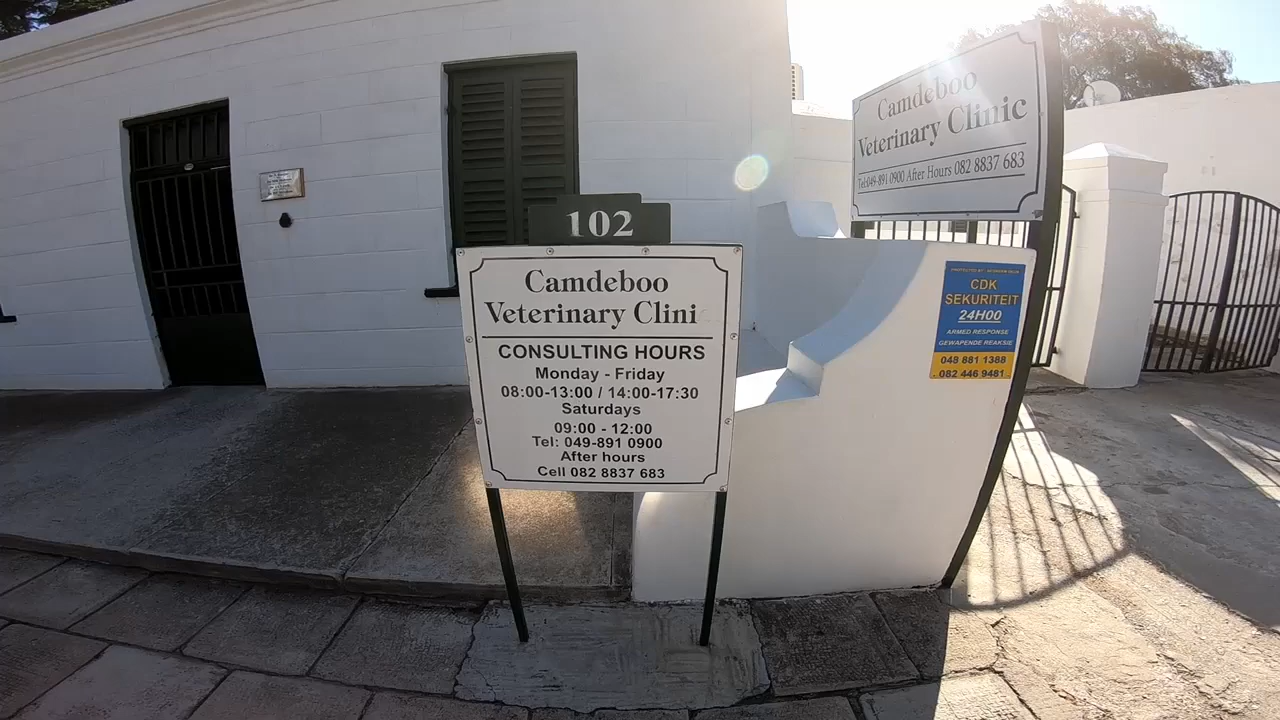 102
Camdeboo
Veterinary Clini
CONSULTING HOURS
Monday - Friday
08:00-13:00 / 14:00-17:30
Saturdays
09:00 - 12:00
Tel: 049-891 0900
After hours
Cell 082 8837 683
Camdeboo
Veterinary Clinic
Tel:049-891 0900 After Hours 082 8837 683
CDK
SEKURITEIT
24H00
ARMED RESPONSE
GEWAPENDE REAKSIE
048 881 1388
082 446 9481